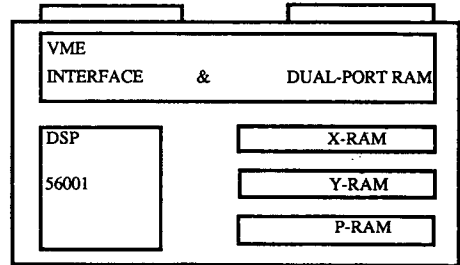 VME
INTERFACE & DUAL-PORT RAM
DSP
56001
X-RAM
Y-RAM
P-RAM